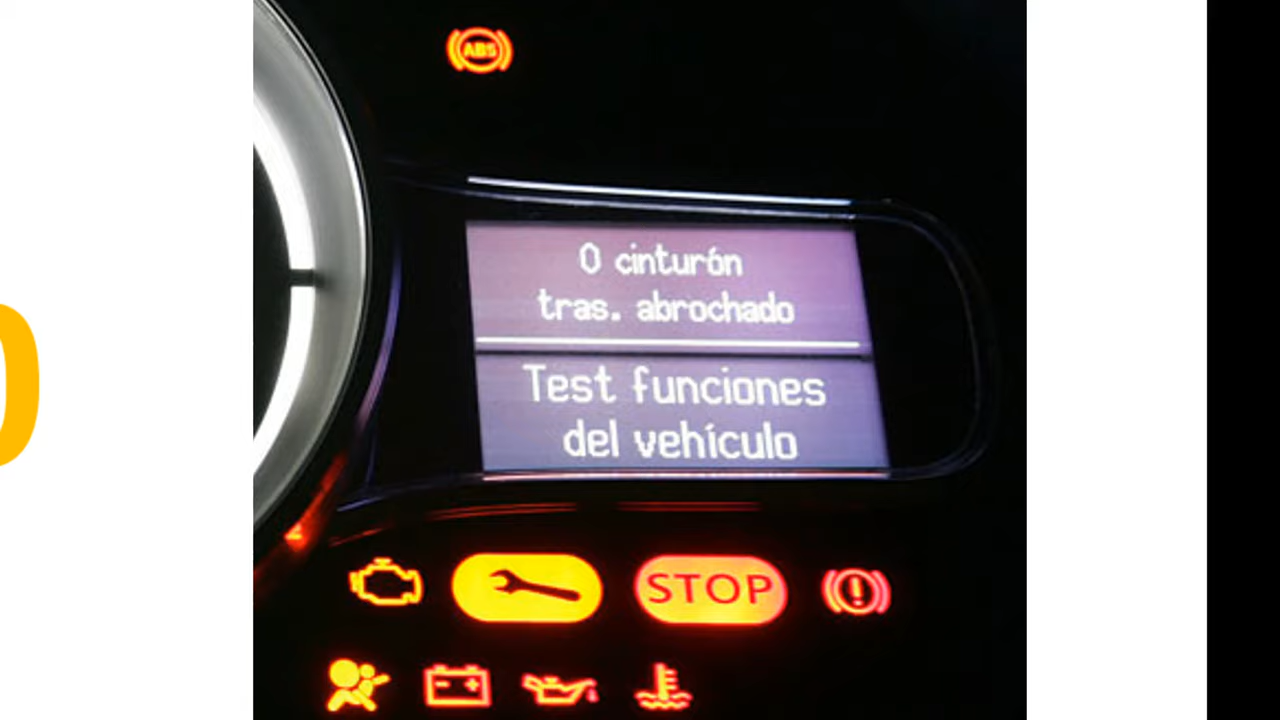 ABS
0 cinturón
tras. abrochado
Test funciones
del vehículo
STOP